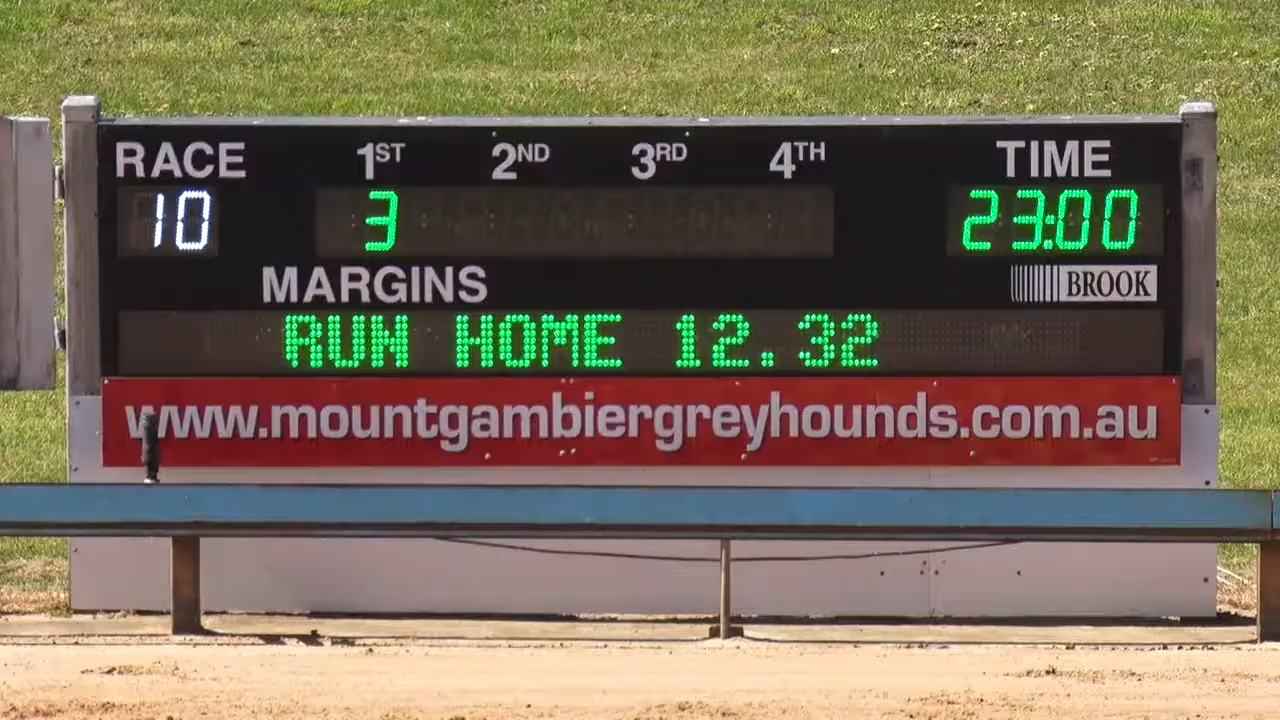 RACE 1ST 2ND 3RD 4TH TIME
10 3 23:00
MARGINS BROOK
RUN HOME 12.32
www.mountgambiergreyhounds.com.au